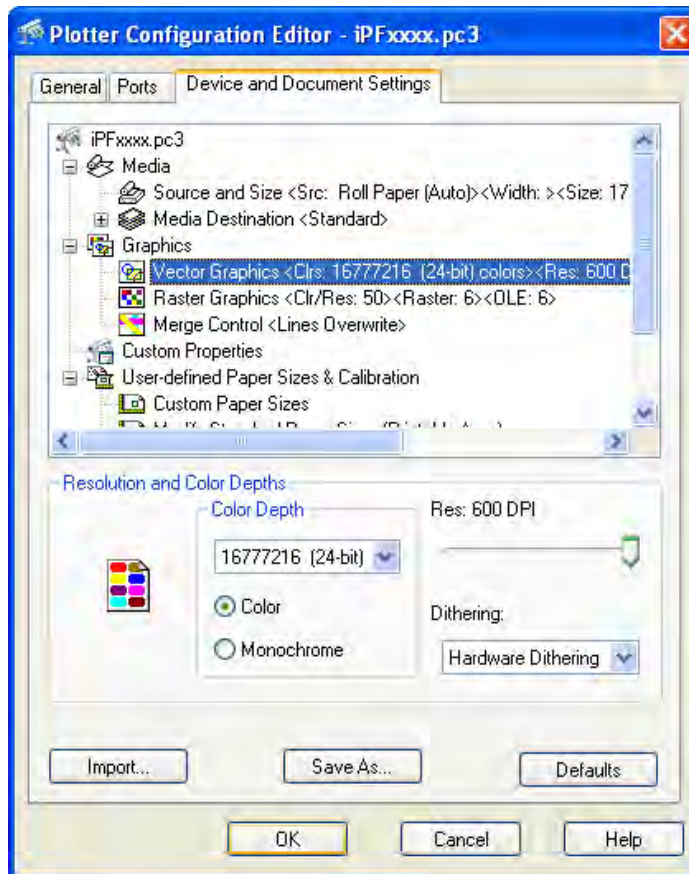 Plotter Configuration Editor - iPFxxxx.pc3
General Ports Device and Document Settings
iPFxxxx.pc3
Media
Source and Size <Src: Roll Paper (Auto)><Width: ><Size: 17
Media Destination <Standard>
Graphics
Vector Graphics <Clrs: 16777216 (24-bit) colors><Res: 600 D
Raster Graphics <Clr/Res: 50><Raster: 6><OLE: 6>
Merge Control <Lines Overwrite>
Custom Properties
User-defined Paper Sizes & Calibration
Custom Paper Sizes
Resolution and Color Depths
Color Depth
Res: 600 DPI
16777216 (24-bit)
Color
Dithering:
Monochrome
Hardware Dithering
Import... Save As... Defaults
OK Cancel Help